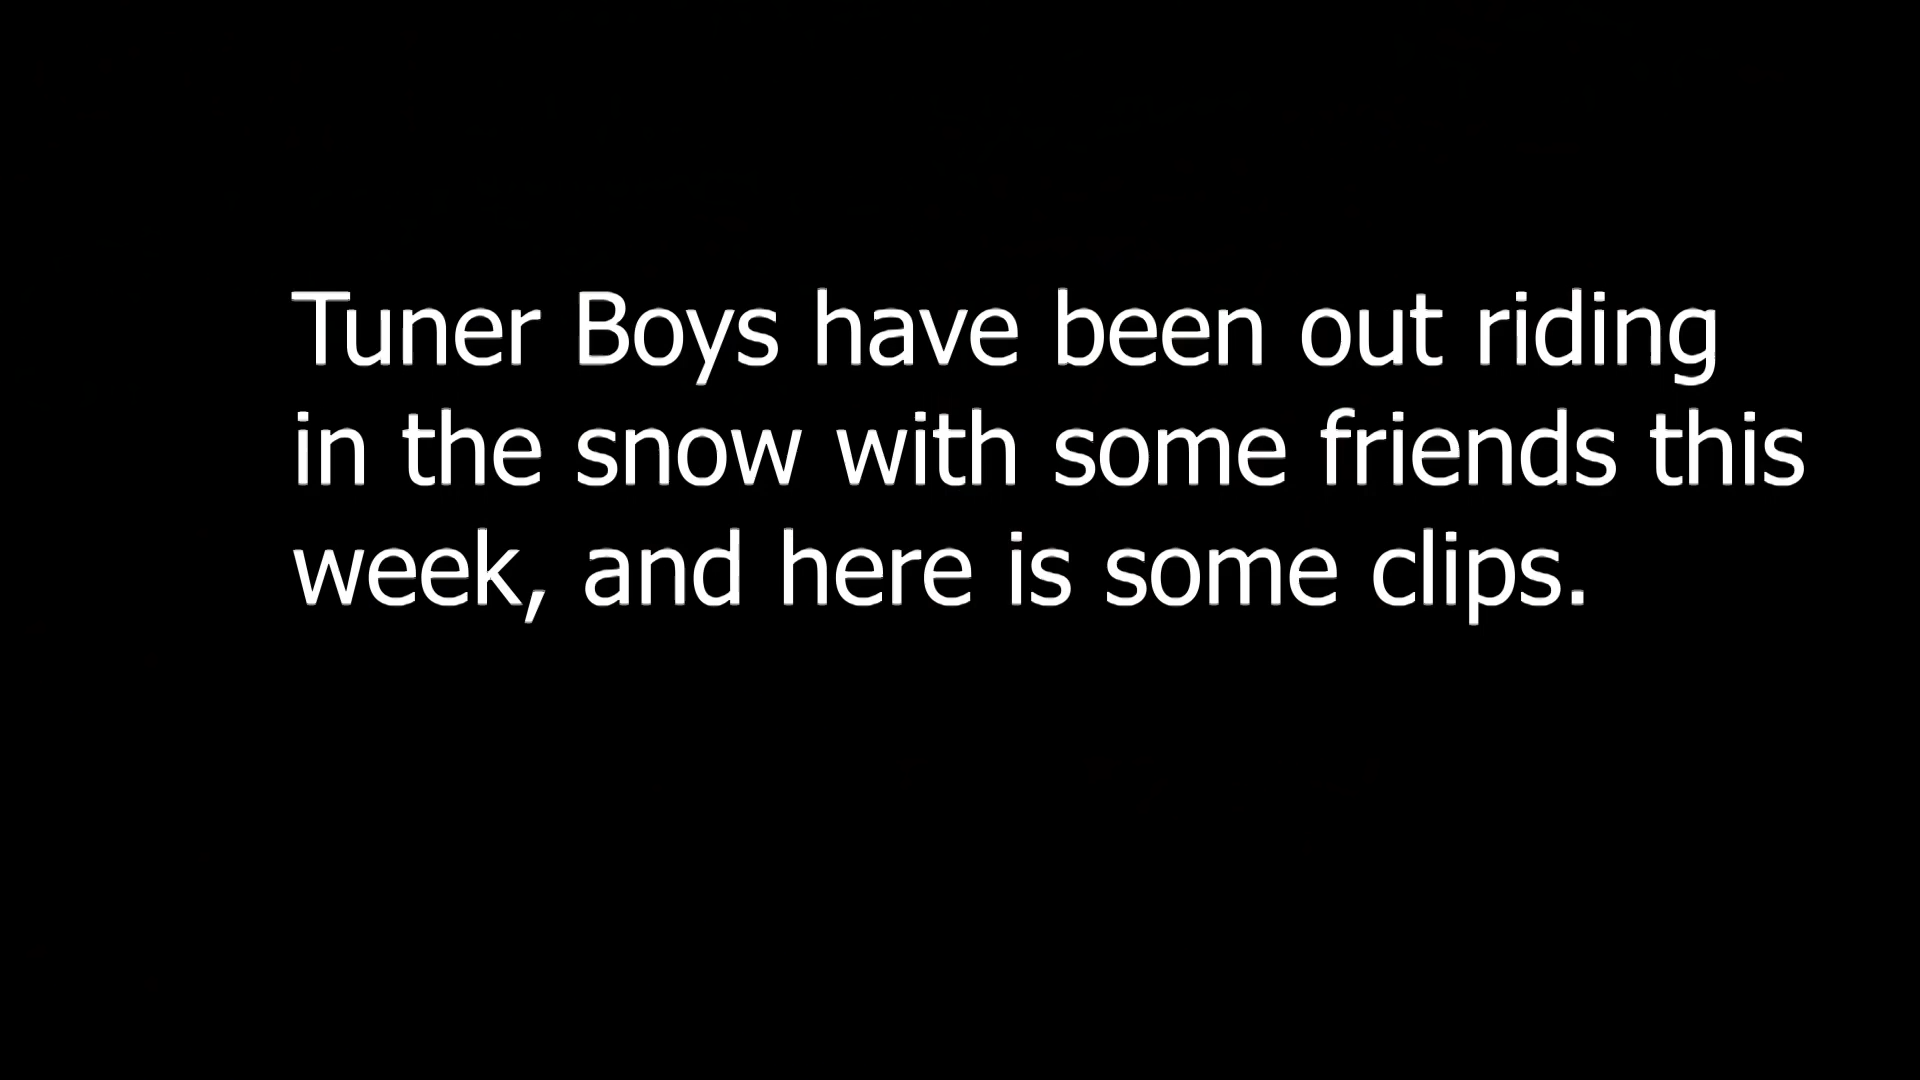 Tuner Boys have been out riding
in the snow with some friends this
week, and here is some clips.